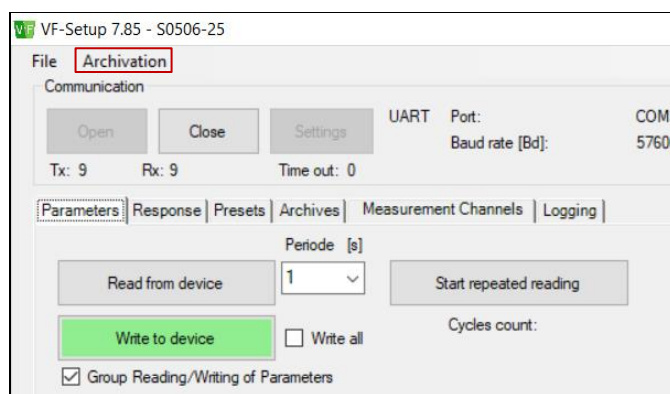 VF-Setup 7.85 - S0506-25
File Archivation
Communication
Open Close Settings UART Port: COM
Baud rate [Bd]: 5760
Tx: 9 Rx: 9 Time out: 0
Parameters Response Presets Archives Measurement Channels Logging
Periode [s]
Read from device 1 Start repeated reading
Write to device Write all Cycles count:
Group Reading/Writing of Parameters